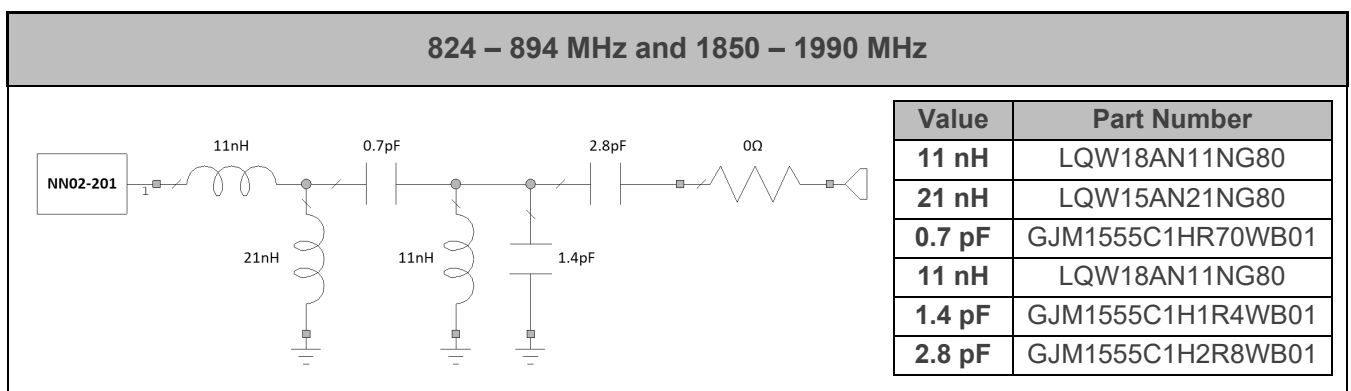 824 – 894 MHz and 1850 – 1990 MHz
11nH 0.7pF 2.8pF 0Ω
NN02-201 1
21nH 11nH 1.4pF
Value Part Number
11 nH LQW18AN11NG80
21 nH LQW15AN21NG80
0.7 pF GJM1555C1HR70WB01
11 nH LQW18AN11NG80
1.4 pF GJM1555C1H1R4WB01
2.8 pF GJM1555C1H2R8WB01